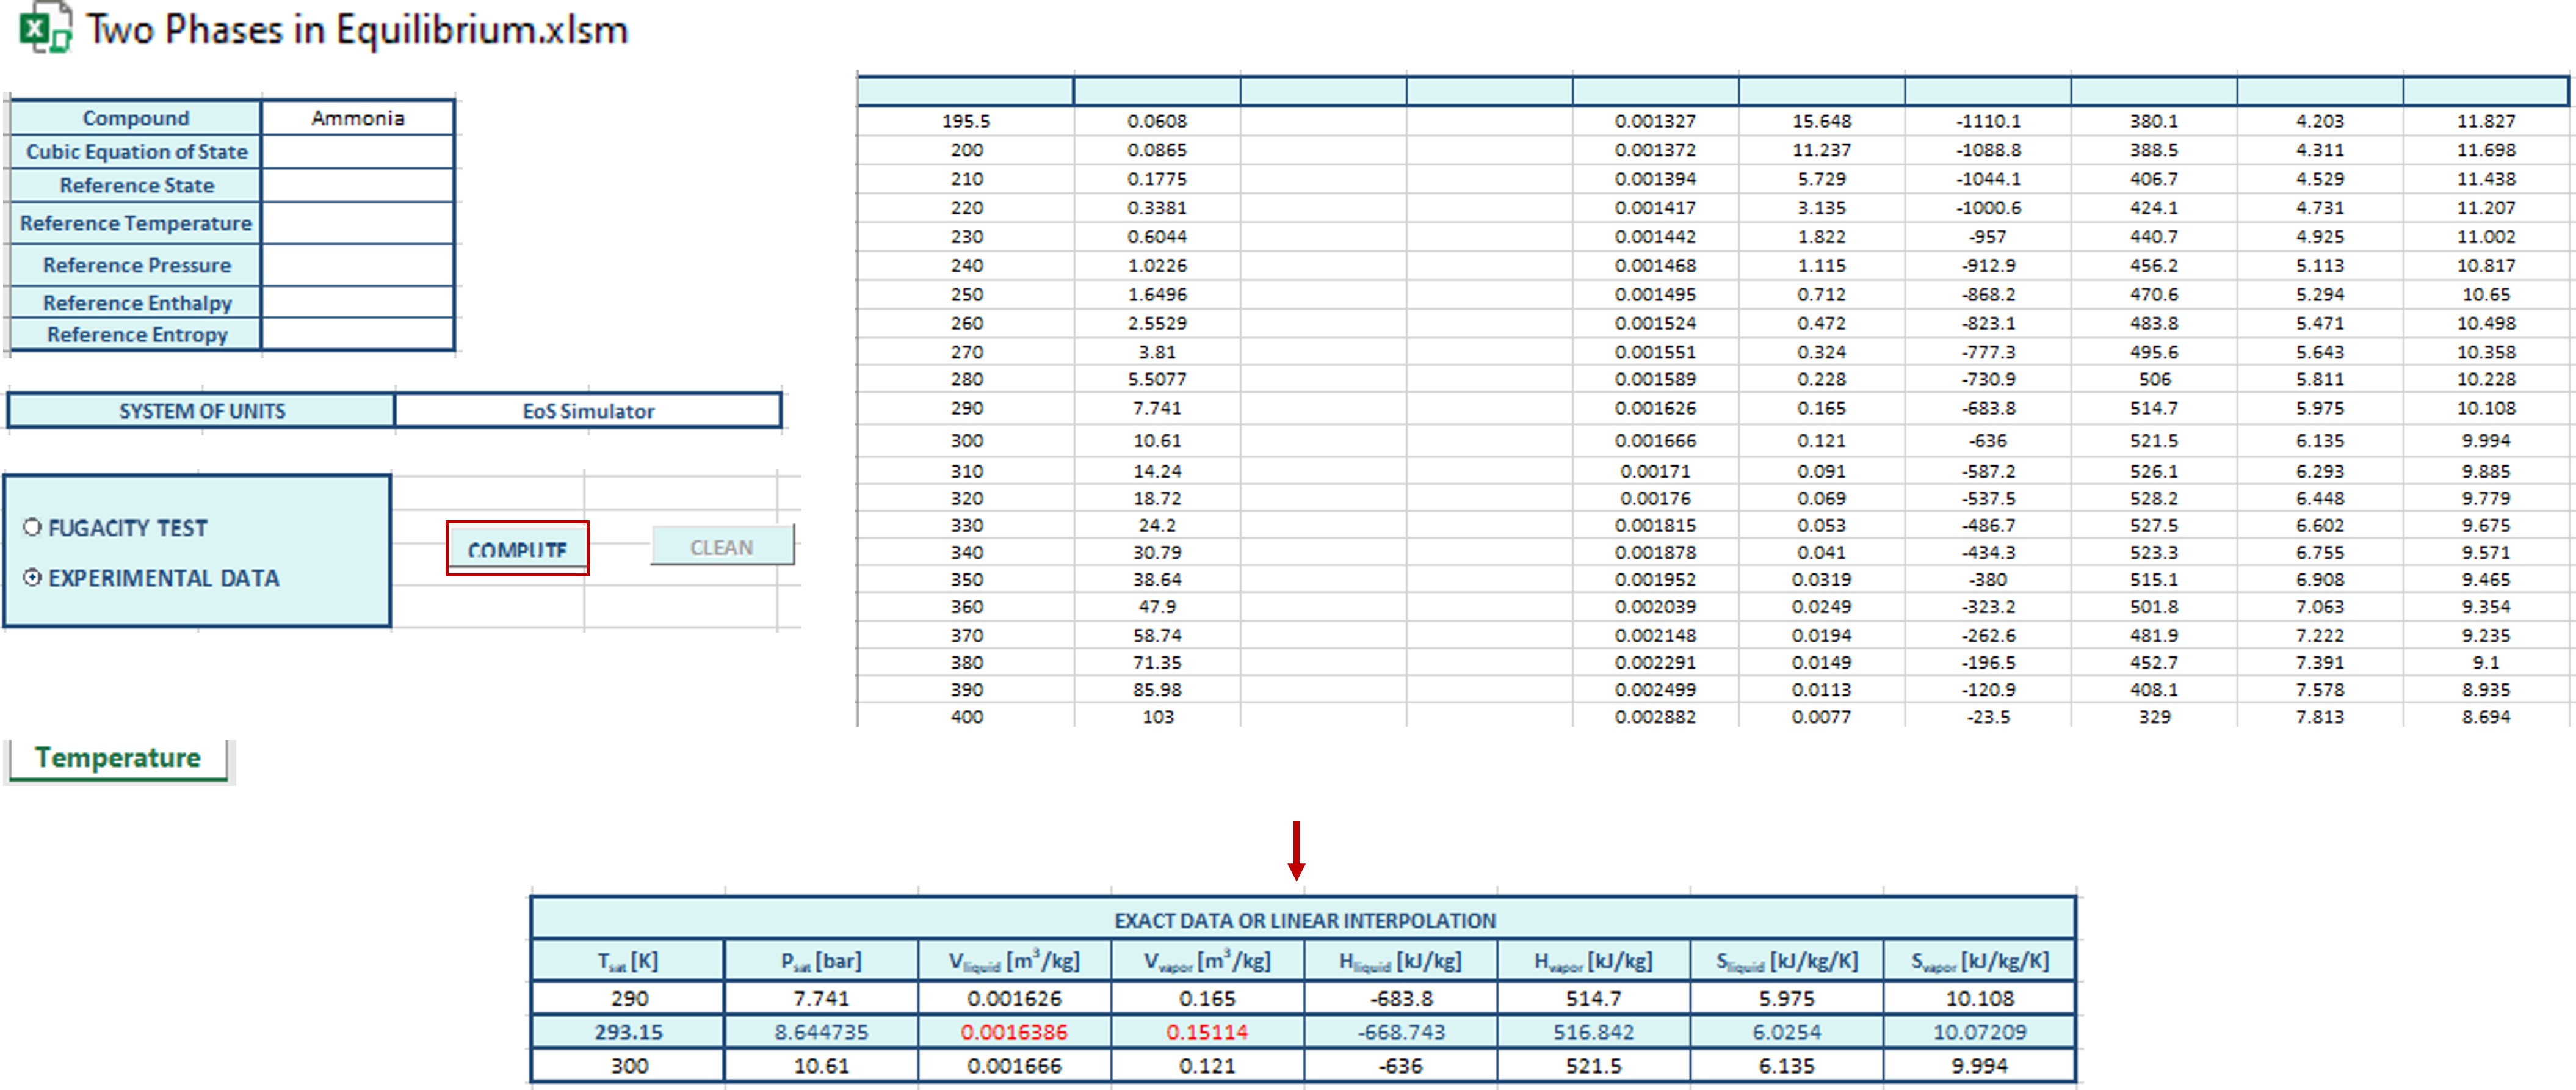 Two Phases in Equilibrium.xlsm
Compound Ammonia
Cubic Equation of State
Reference State
Reference Temperature
Reference Pressure
Reference Enthalpy
Reference Entropy
SYSTEM OF UNITS EoS Simulator
FUGACITY TEST
EXPERIMENTAL DATA
COMPUTE
CLEAN
195.5 0.0608 0.001327 15.648 -1110.1 380.1 4.203 11.827
200 0.0865 0.001372 11.237 -1088.8 388.5 4.311 11.698
210 0.1775 0.001394 5.729 -1044.1 406.7 4.529 11.438
220 0.3381 0.001417 3.135 -1000.6 424.1 4.731 11.207
230 0.6044 0.001442 1.822 -957 440.7 4.925 11.002
240 1.0226 0.001468 1.115 -912.9 456.2 5.113 10.817
250 1.6496 0.001495 0.712 -868.2 470.6 5.294 10.65
260 2.5529 0.001524 0.472 -823.1 483.8 5.471 10.498
270 3.81 0.001551 0.324 -777.3 495.6 5.643 10.358
280 5.5077 0.001589 0.228 -730.9 506 5.811 10.228
290 7.741 0.001626 0.165 -683.8 514.7 5.975 10.108
300 10.61 0.001666 0.121 -636 521.5 6.135 9.994
310 14.24 0.00171 0.091 -587.2 526.1 6.293 9.885
320 18.72 0.00176 0.069 -537.5 528.2 6.448 9.779
330 24.2 0.001815 0.053 -486.7 527.5 6.602 9.675
340 30.79 0.001878 0.041 -434.3 523.3 6.755 9.571
350 38.64 0.001952 0.0319 -380 515.1 6.908 9.465
360 47.9 0.002039 0.0249 -323.2 501.8 7.063 9.354
370 58.74 0.002148 0.0194 -262.6 481.9 7.222 9.235
380 71.35 0.002291 0.0149 -196.5 452.7 7.391 9.1
390 85.98 0.002499 0.0113 -120.9 408.1 7.578 8.935
400 103 0.002882 0.0077 -23.5 329 7.813 8.694
Temperature
EXACT DATA OR LINEAR INTERPOLATION
Tsat [K] Psat [bar] Vliquid [m³/kg] Vvapor [m³/kg] Hliquid [kJ/kg] Hvapor [kJ/kg] Sliquid [kJ/kg/K] Svapor [kJ/kg/K]
290 7.741 0.001626 0.165 -683.8 514.7 5.975 10.108
293.15 8.644735 0.0016386 0.15114 -668.743 516.842 6.0254 10.07209
300 10.61 0.001666 0.121 -636 521.5 6.135 9.994